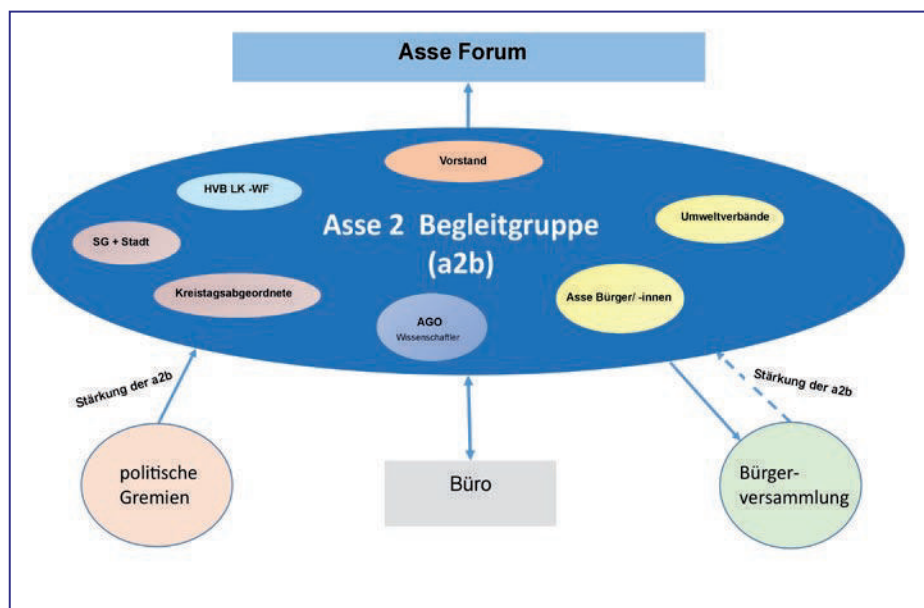 Asse Forum
Vorstand
HVB LK -WF
Umweltverbände
Asse 2 Begleitgruppe
(a2b)
SG + Stadt
Kreistagsabgeordnete
Asse Bürger/ -innen
AGO
Wissenschaftler
Stärkung der a2b
Stärkung der a2b
politische
Gremien
Büro
Bürger-
versammlung